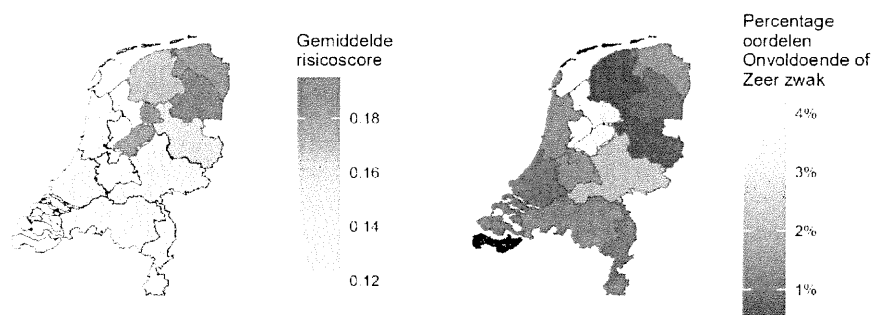 Gemiddelde
risicoscore
0.18
0.16
0.14
0.12
Percentage
oordelen
Onvoldoende of
Zeer zwak
4%
3%
2%
1%